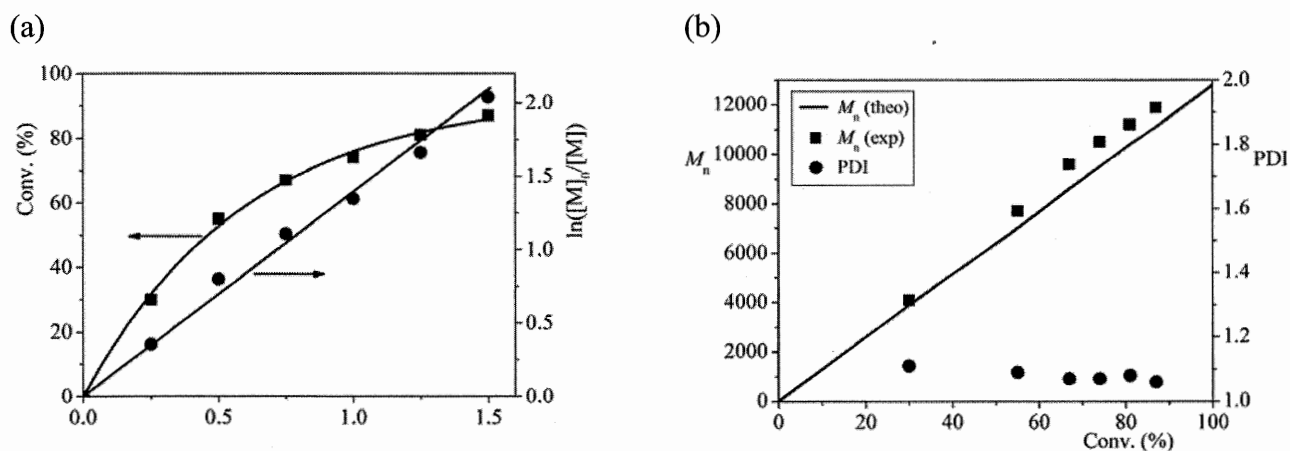 (a)
100
80
60
40
20
0
Conv. (%)
0.0 0.5 1.0 1.5
2.0
1.5
1.0
0.5
0.0
ln([M]0/[M])
(b)
12000
10000
8000
6000
4000
2000
0
Mn
Mn (theo)
Mn (exp)
PDI
2.0
1.8
1.6
1.4
1.2
1.0
PDI
0 20 40 60 80 100
Conv. (%)